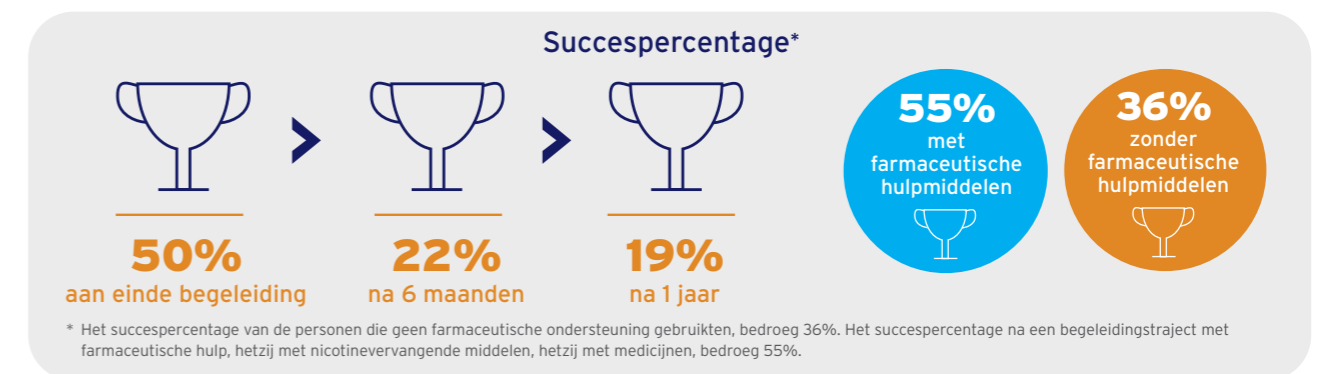 Succespercentage*
50%
aan einde begeleiding
22%
na 6 maanden
19%
na 1 jaar
55%
met
farmaceutische
hulpmiddelen
36%
zonder
farmaceutische
hulpmiddelen
* Het succespercentage van de personen die geen farmaceutische ondersteuning gebruikten, bedroeg 36%. Het succespercentage na een begeleidingstraject met
farmaceutische hulp, hetzij met nicotinevervangende middelen, hetzij met medicijnen, bedroeg 55%.